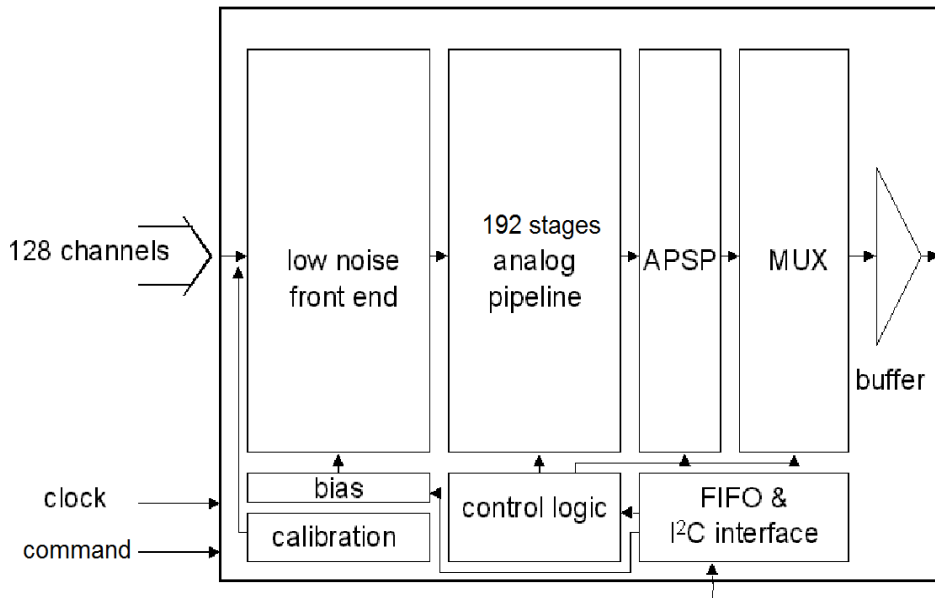 128 channels
low noise
front end
192 stages
analog
pipeline
APSP
MUX
buffer
clock
command
bias
calibration
control logic
FIFO &
I²C interface